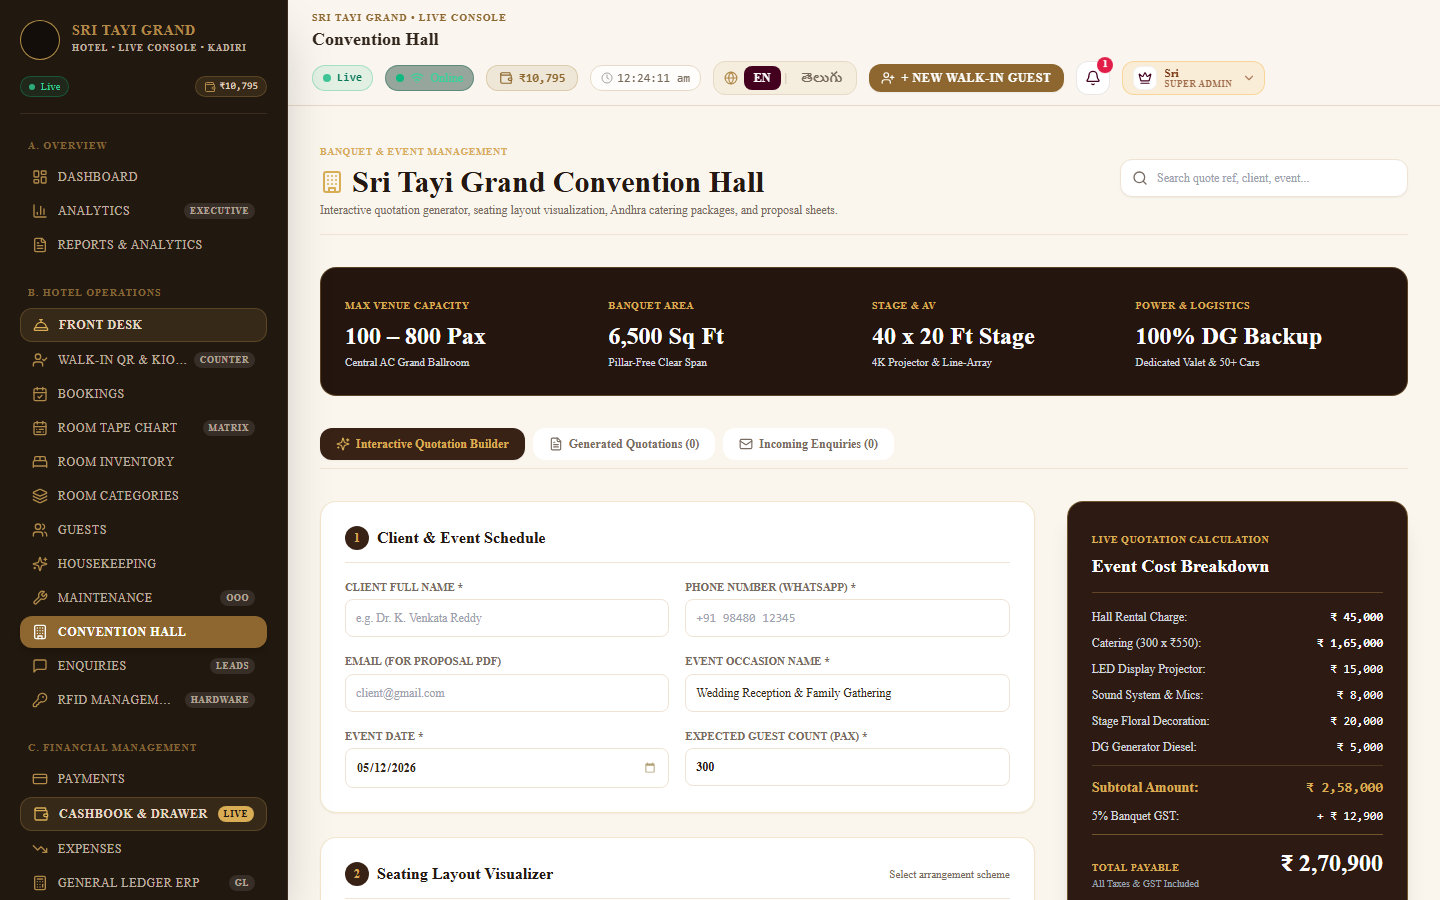 SRI TAYI GRAND
HOTEL • LIVE CONSOLE • KADIRI
Live
₹10,795
A. OVERVIEW
DASHBOARD
ANALYTICS
EXECUTIVE
REPORTS & ANALYTICS
B. HOTEL OPERATIONS
FRONT DESK
WALK-IN QR & KIO...
COUNTER
BOOKINGS
ROOM TAPE CHART
MATRIX
ROOM INVENTORY
ROOM CATEGORIES
GUESTS
HOUSEKEEPING
MAINTENANCE
OOO
CONVENTION HALL
ENQUIRIES
LEADS
RFID MANAGEM...
HARDWARE
C. FINANCIAL MANAGEMENT
PAYMENTS
CASHBOOK & DRAWER
LIVE
EXPENSES
GENERAL LEDGER ERP
GL
SRI TAYI GRAND • LIVE CONSOLE
Convention Hall
Live
₹10,795
12:24:11 am
EN
తెలుగు
+ NEW WALK-IN GUEST
1
Sri
SUPER ADMIN
BANQUET & EVENT MANAGEMENT
Sri Tayi Grand Convention Hall
Interactive quotation generator, seating layout visualization, Andhra catering packages, and proposal sheets.
Search quote ref, client, event...
MAX VENUE CAPACITY
100 – 800 Pax
Central AC Grand Ballroom
BANQUET AREA
6,500 Sq Ft
Pillar-Free Clear Span
STAGE & AV
40 x 20 Ft Stage
4K Projector & Line-Array
POWER & LOGISTICS
100% DG Backup
Dedicated Valet & 50+ Cars
Interactive Quotation Builder
Generated Quotations (0)
Incoming Enquiries (0)
1 Client & Event Schedule
CLIENT FULL NAME *
e.g. Dr. K. Venkata Reddy
PHONE NUMBER (WHATSAPP) *
+91 98480 12345
EMAIL (FOR PROPOSAL PDF)
client@gmail.com
EVENT OCCASION NAME *
Wedding Reception & Family Gathering
EVENT DATE *
05/12/2026
EXPECTED GUEST COUNT (PAX) *
300
2 Seating Layout Visualizer
Select arrangement scheme
LIVE QUOTATION CALCULATION
Event Cost Breakdown
Hall Rental Charge: ₹ 45,000
Catering (300 x ₹550): ₹ 1,65,000
LED Display Projector: ₹ 15,000
Sound System & Mics: ₹ 8,000
Stage Floral Decoration: ₹ 20,000
DG Generator Diesel: ₹ 5,000
Subtotal Amount: ₹ 2,58,000
5% Banquet GST: + ₹ 12,900
TOTAL PAYABLE
₹ 2,70,900
All Taxes & GST Included